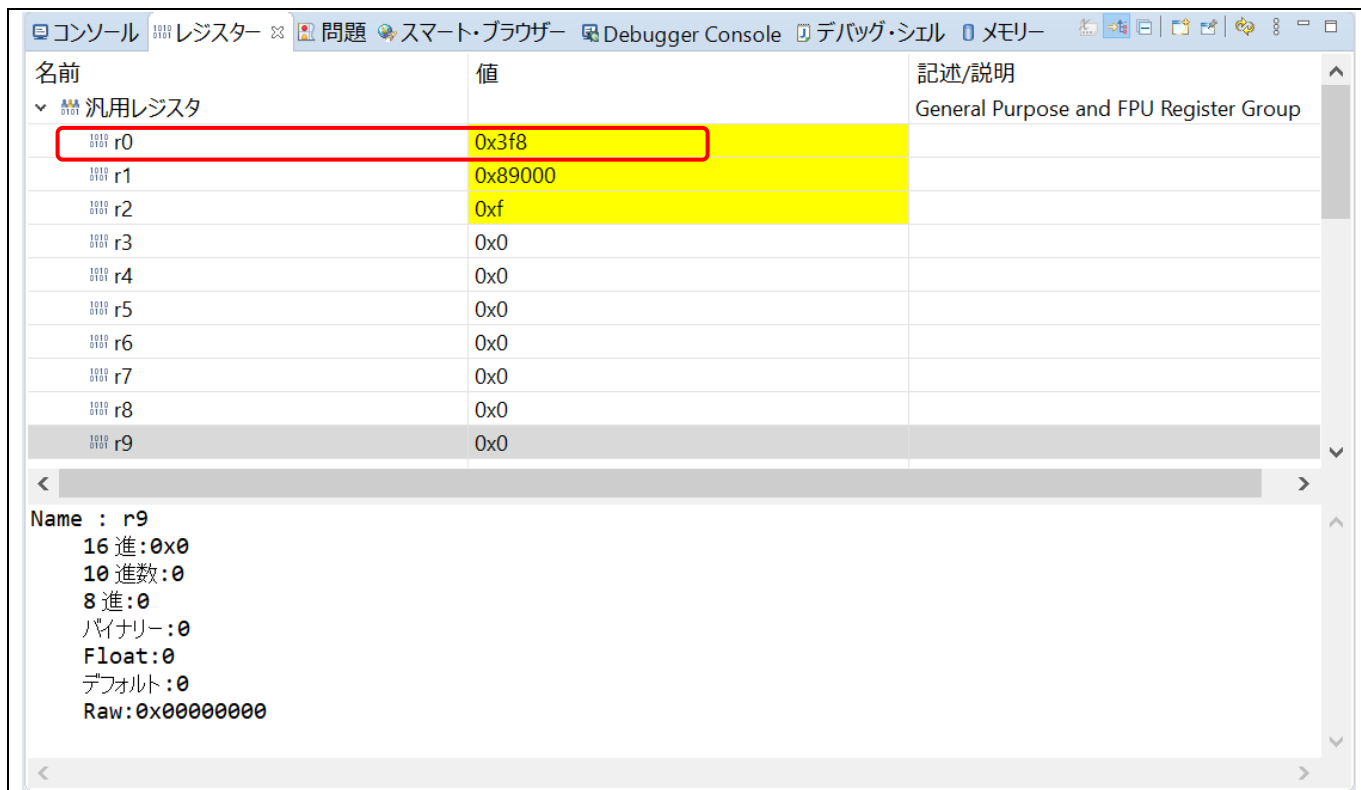 コンソール レジスター 問題 スマート・ブラウザー Debugger Console デバッグ・シェル メモリー
名前 値 記述/説明
汎用レジスタ General Purpose and FPU Register Group
r0 0x3f8
r1 0x89000
r2 0xf
r3 0x0
r4 0x0
r5 0x0
r6 0x0
r7 0x0
r8 0x0
r9 0x0
Name : r9
16 進:0x0
10 進数:0
8 進:0
バイナリー:0
Float:0
デフォルト:0
Raw:0x00000000